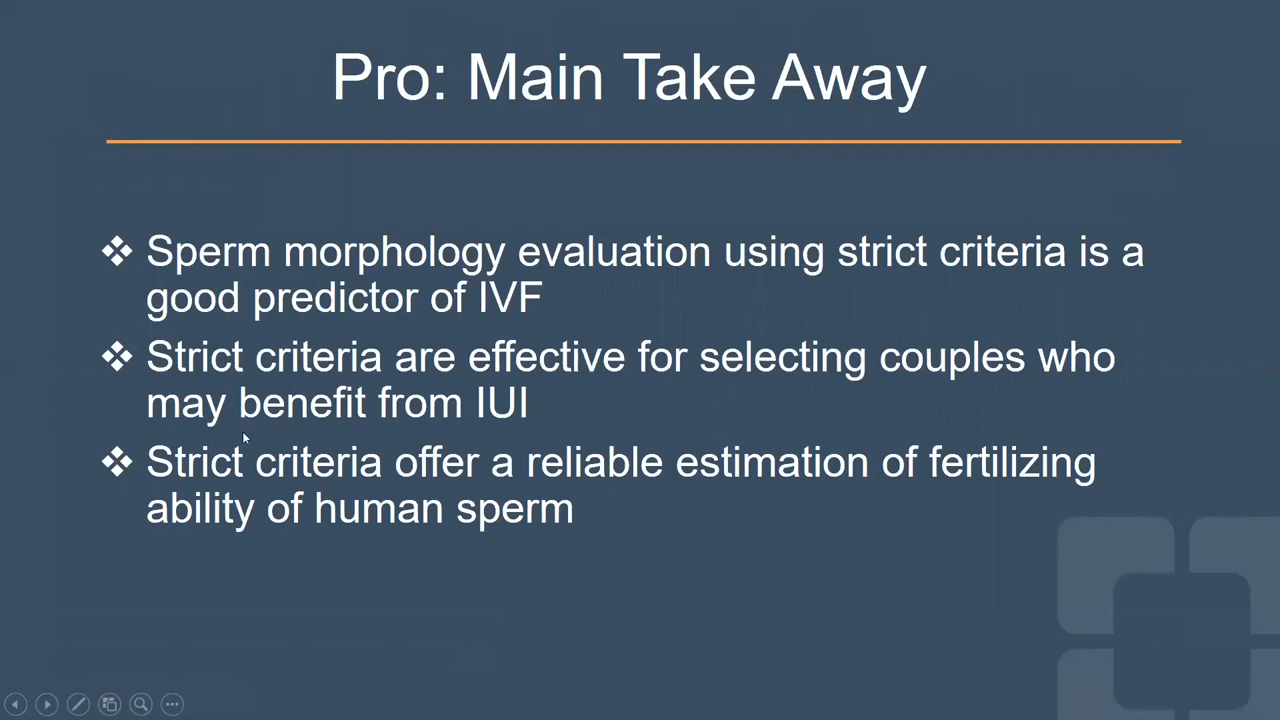 Pro: Main Take Away
❖ Sperm morphology evaluation using strict criteria is a
good predictor of IVF
❖ Strict criteria are effective for selecting couples who
may benefit from IUI
❖ Strict criteria offer a reliable estimation of fertilizing
ability of human sperm